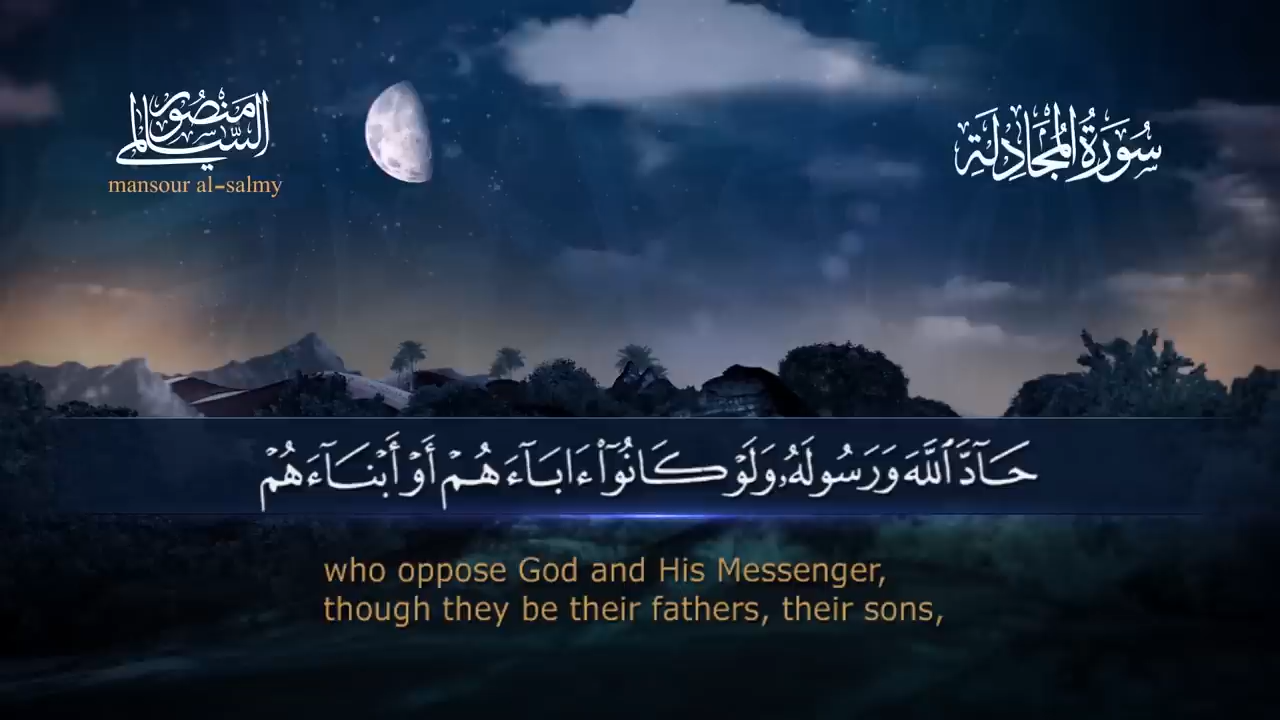 منصور السالمي
mansour al-salmy
سُورَةُ المُجَادِلَة
حَآدَّ ٱللَّهَ وَرَسُولَهُۥ وَلَوْ كَانُوٓا۟ ءَابَآءَهُمْ أَوْ أَبْنَآءَهُمْ
who oppose God and His Messenger,
though they be their fathers, their sons,